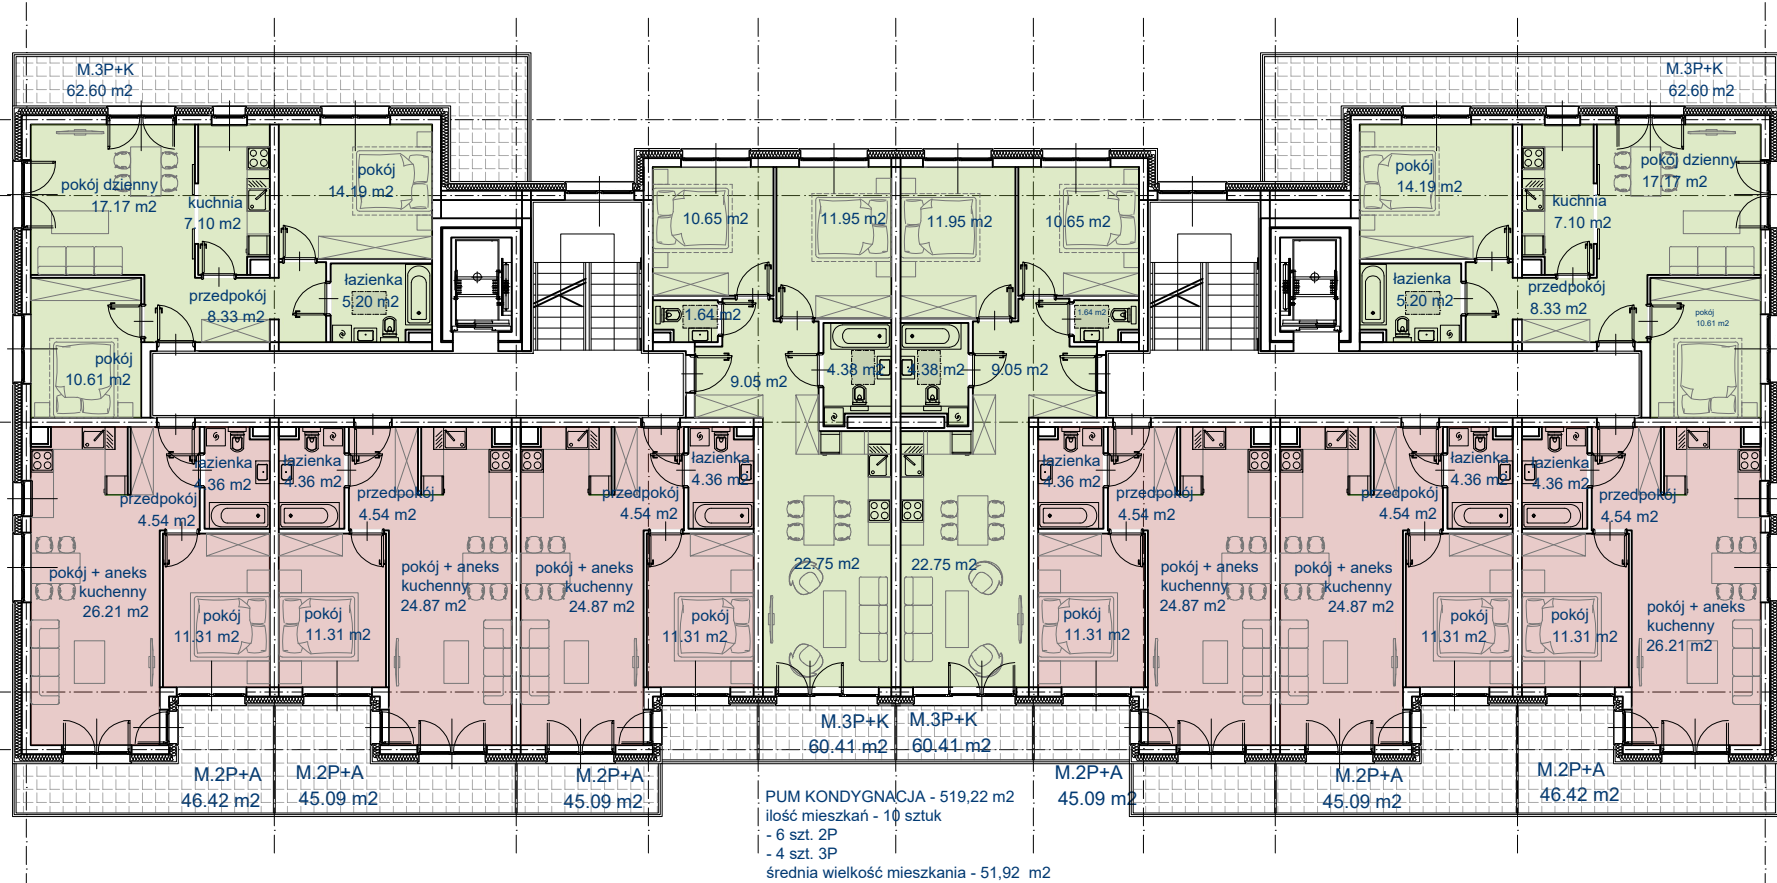 M.3P+K
62.60 m2
M.3P+K
62.60 m2
pokój dzienny
17.17 m2
kuchnia
7.10 m2
pokój
14.19 m2
10.65 m2
11.95 m2
11.95 m2
10.65 m2
pokój
14.19 m2
kuchnia
7.10 m2
pokój dzienny
17.17 m2
przedpokój
8.33 m2
łazienka
5.20 m2
1.64 m2
1.64 m2
łazienka
5.20 m2
przedpokój
8.33 m2
pokój
10.61 m2
pokój
10.61 m2
9.05 m2
4.38 m2
4.38 m2
9.05 m2
łazienka
4.36 m2
łazienka
4.36 m2
łazienka
4.36 m2
łazienka
4.36 m2
łazienka
4.36 m2
łazienka
4.36 m2
przedpokój
4.54 m2
przedpokój
4.54 m2
przedpokój
4.54 m2
przedpokój
4.54 m2
przedpokój
4.54 m2
przedpokój
4.54 m2
pokój + aneks
kuchenny
26.21 m2
pokój
11.31 m2
pokój
11.31 m2
pokój + aneks
kuchenny
24.87 m2
pokój + aneks
kuchenny
24.87 m2
pokój
11.31 m2
22.75 m2
22.75 m2
pokój
11.31 m2
pokój + aneks
kuchenny
24.87 m2
pokój + aneks
kuchenny
24.87 m2
pokój
11.31 m2
pokój
11.31 m2
pokój + aneks
kuchenny
26.21 m2
M.3P+K
60.41 m2
M.3P+K
60.41 m2
M.2P+A
46.42 m2
M.2P+A
45.09 m2
M.2P+A
45.09 m2
M.2P+A
45.09 m2
M.2P+A
45.09 m2
M.2P+A
46.42 m2
PUM KONDYGNACJA - 519,22 m2
ilość mieszkań - 10 sztuk
- 6 szt. 2P
- 4 szt. 3P
średnia wielkość mieszkania - 51,92 m2